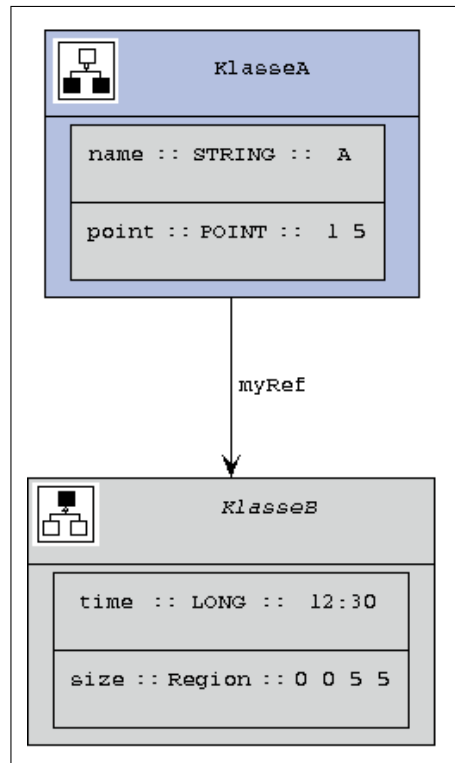 KlasseA
name :: STRING :: A
point :: POINT :: 1 5
myRef
KlasseB
time :: LONG :: 12:30
size :: Region :: 0 0 5 5